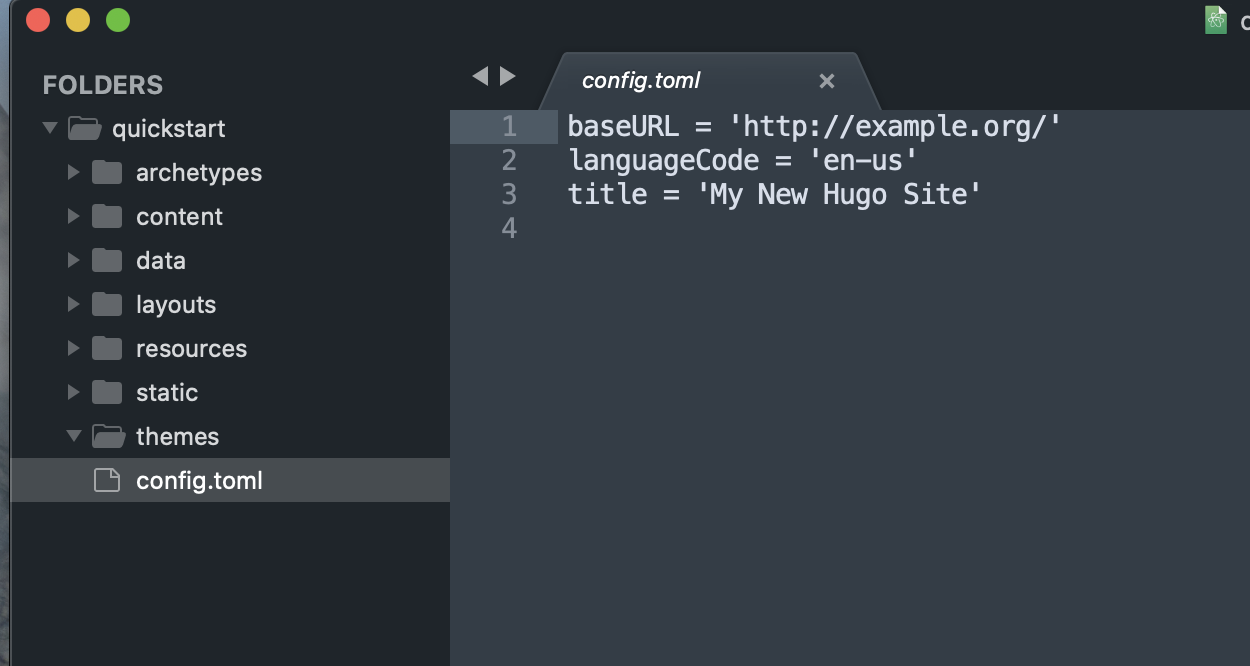 FOLDERS
quickstart
archetypes
content
data
layouts
resources
static
themes
config.toml
config.toml ×
1 baseURL = 'http://example.org/'
2 languageCode = 'en-us'
3 title = 'My New Hugo Site'
4